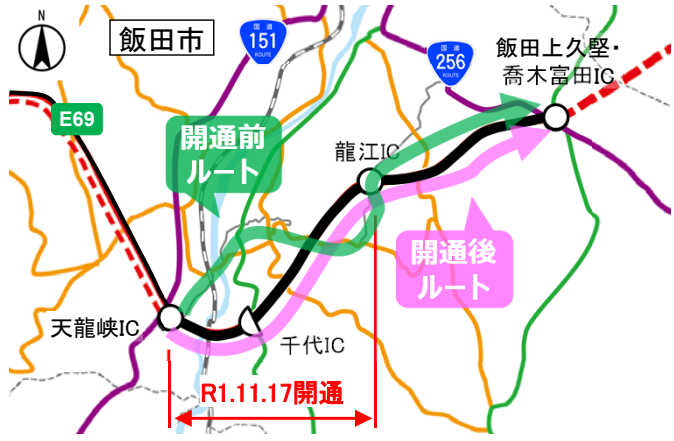 N
飯田市
国道
151
ROUTE
国道
256
ROUTE
飯田上久堅・
喬木富田IC
E69
開通前
ルート
龍江IC
開通後
ルート
天龍峡IC
千代IC
R1.11.17開通